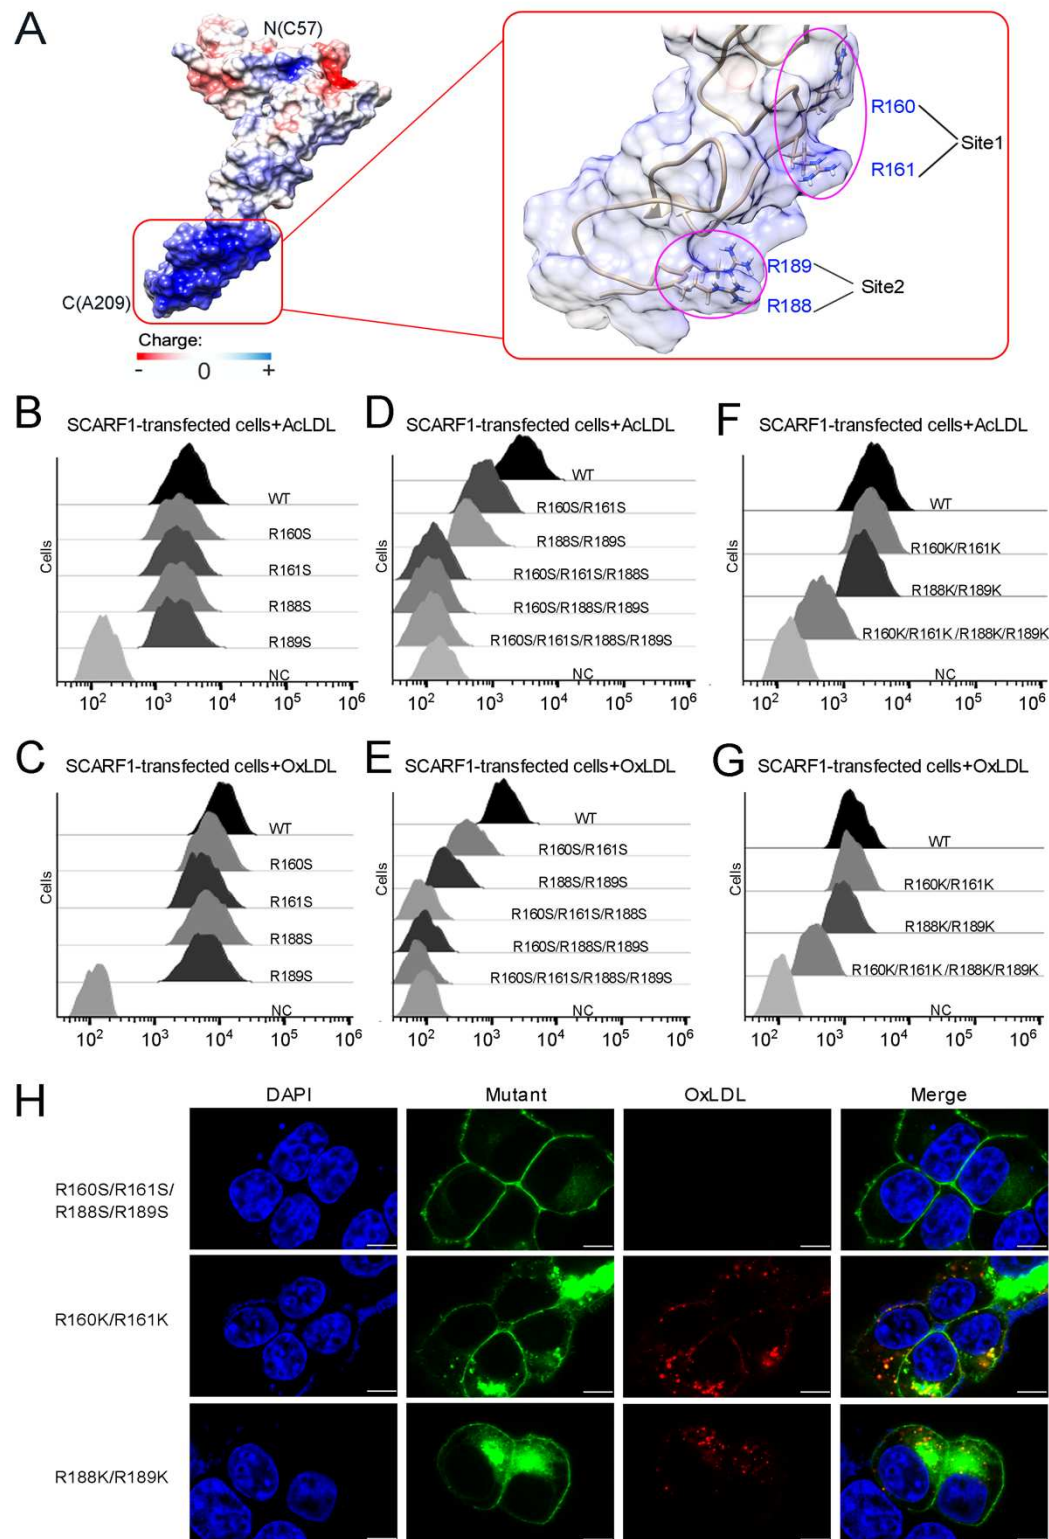 A
N(C57)
C(A209)
Charge:
- 0 +
R160
R161
Site1
R189
R188
Site2
B
SCARF1-transfected cells+AcLDL
Cells
WT
R160S
R161S
R188S
R189S
NC
10² 10³ 10⁴ 10⁵ 10⁶
D
SCARF1-transfected cells+AcLDL
Cells
WT
R160S/R161S
R188S/R189S
R160S/R161S/R188S
R160S/R188S/R189S
R160S/R161S/R188S/R189S
NC
10² 10³ 10⁴ 10⁵ 10⁶
F
SCARF1-transfected cells+AcLDL
Cells
WT
R160K/R161K
R188K/R189K
R160K/R161K /R188K/R189K
NC
10² 10³ 10⁴ 10⁵ 10⁶
C
SCARF1-transfected cells+OxLDL
Cells
WT
R160S
R161S
R188S
R189S
NC
10² 10³ 10⁴ 10⁵ 10⁶
E
SCARF1-transfected cells+OxLDL
Cells
WT
R160S/R161S
R188S/R189S
R160S/R161S/R188S
R160S/R188S/R189S
R160S/R161S/R188S/R189S
NC
10² 10³ 10⁴ 10⁵ 10⁶
G
SCARF1-transfected cells+OxLDL
Cells
WT
R160K/R161K
R188K/R189K
R160K/R161K /R188K/R189K
NC
10² 10³ 10⁴ 10⁵ 10⁶
H
DAPI Mutant OxLDL Merge
R160S/R161S/
R188S/R189S
R160K/R161K
R188K/R189K